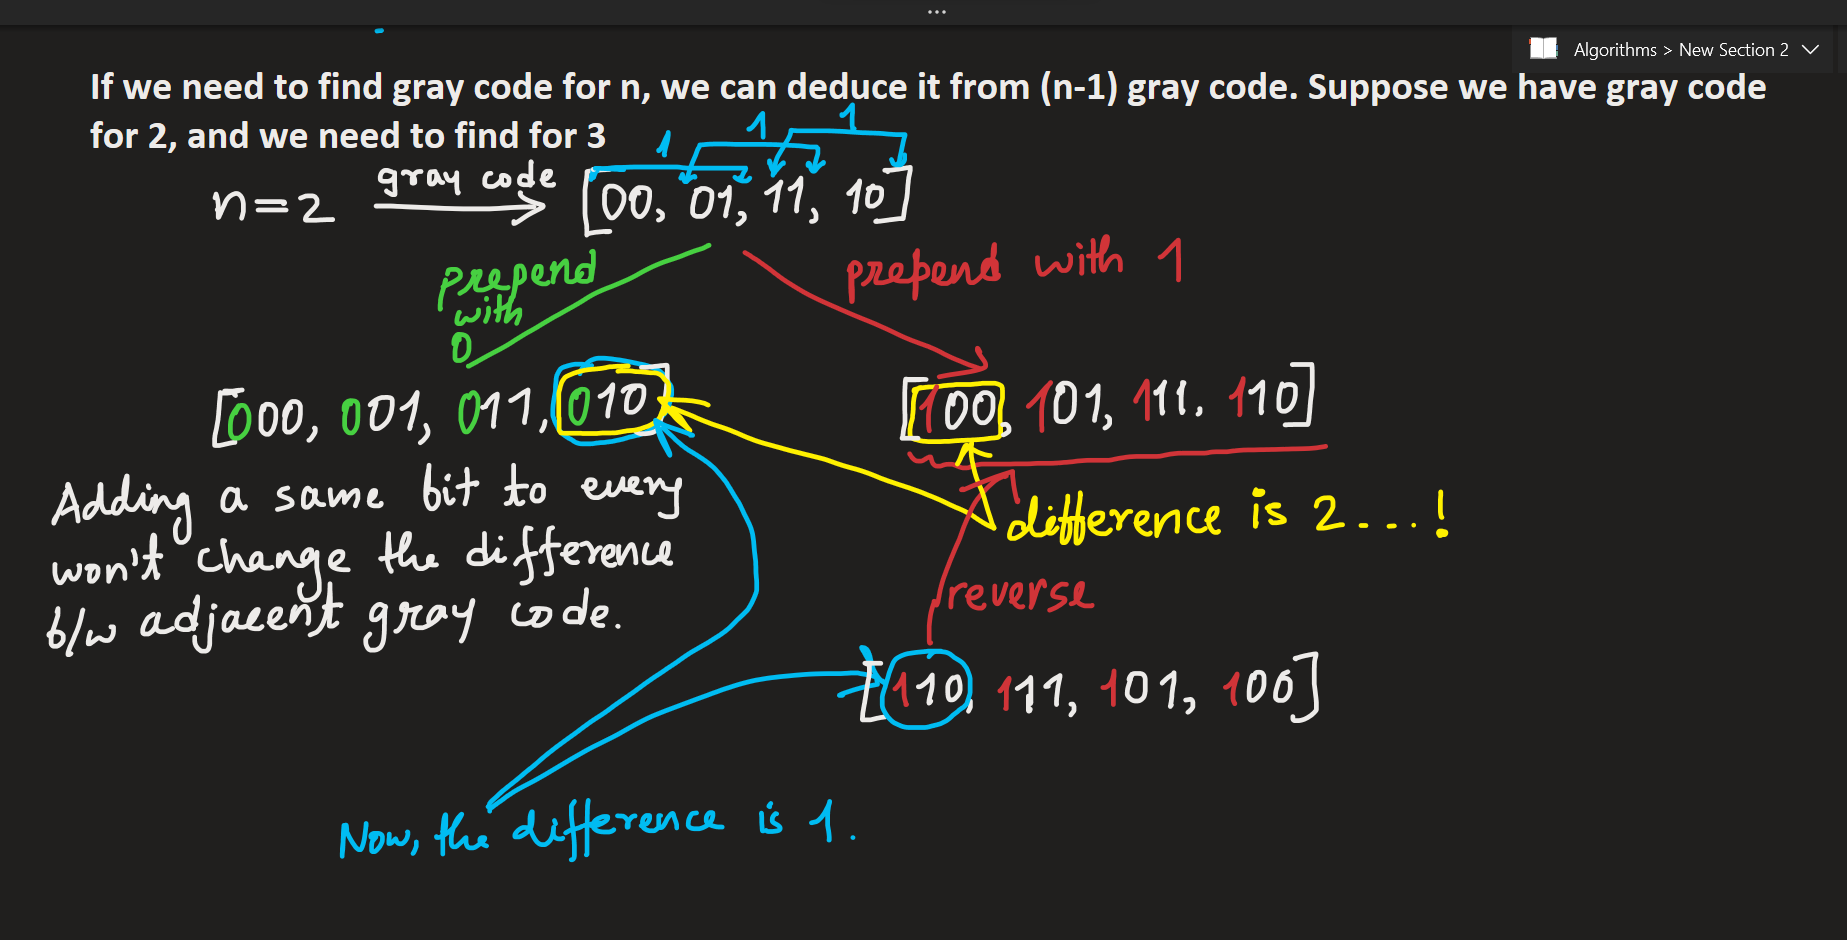 Algorithms > New Section 2
If we need to find gray code for n, we can deduce it from (n-1) gray code. Suppose we have gray code
for 2, and we need to find for 3
1 1 1
n=2 gray code [00, 01, 11, 10]
prepend with 0
prepend with 1
[000, 001, 011, 010]
[100, 101, 111, 110]
Adding a same bit to every
won't change the difference
b/w adjacent gray code.
difference is 2...!
reverse
[110, 111, 101, 100]
Now, the difference is 1.